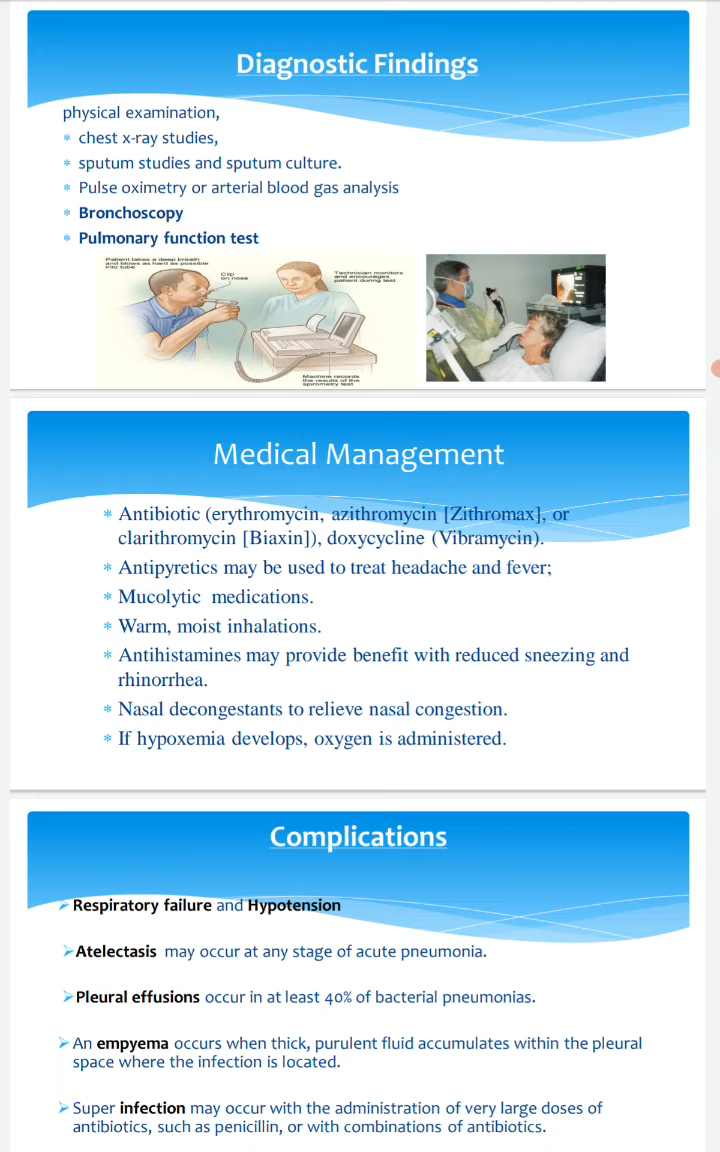 Diagnostic Findings
physical examination,
* chest x-ray studies,
* sputum studies and sputum culture.
* Pulse oximetry or arterial blood gas analysis
* Bronchoscopy
* Pulmonary function test
Patient takes a deep breath
and blows as hard as possible
into tube
Clip
on nose
Technician monitors
and encourages
patient during test
Machine records
the results of the
spirometry test
Medical Management
* Antibiotic (erythromycin, azithromycin [Zithromax], or
clarithromycin [Biaxin]), doxycycline (Vibramycin).
* Antipyretics may be used to treat headache and fever;
* Mucolytic medications.
* Warm, moist inhalations.
* Antihistamines may provide benefit with reduced sneezing and
rhinorrhea.
* Nasal decongestants to relieve nasal congestion.
* If hypoxemia develops, oxygen is administered.
Complications
➢ Respiratory failure and Hypotension
➢ Atelectasis may occur at any stage of acute pneumonia.
➢ Pleural effusions occur in at least 40% of bacterial pneumonias.
➢ An empyema occurs when thick, purulent fluid accumulates within the pleural
space where the infection is located.
➢ Super infection may occur with the administration of very large doses of
antibiotics, such as penicillin, or with combinations of antibiotics.